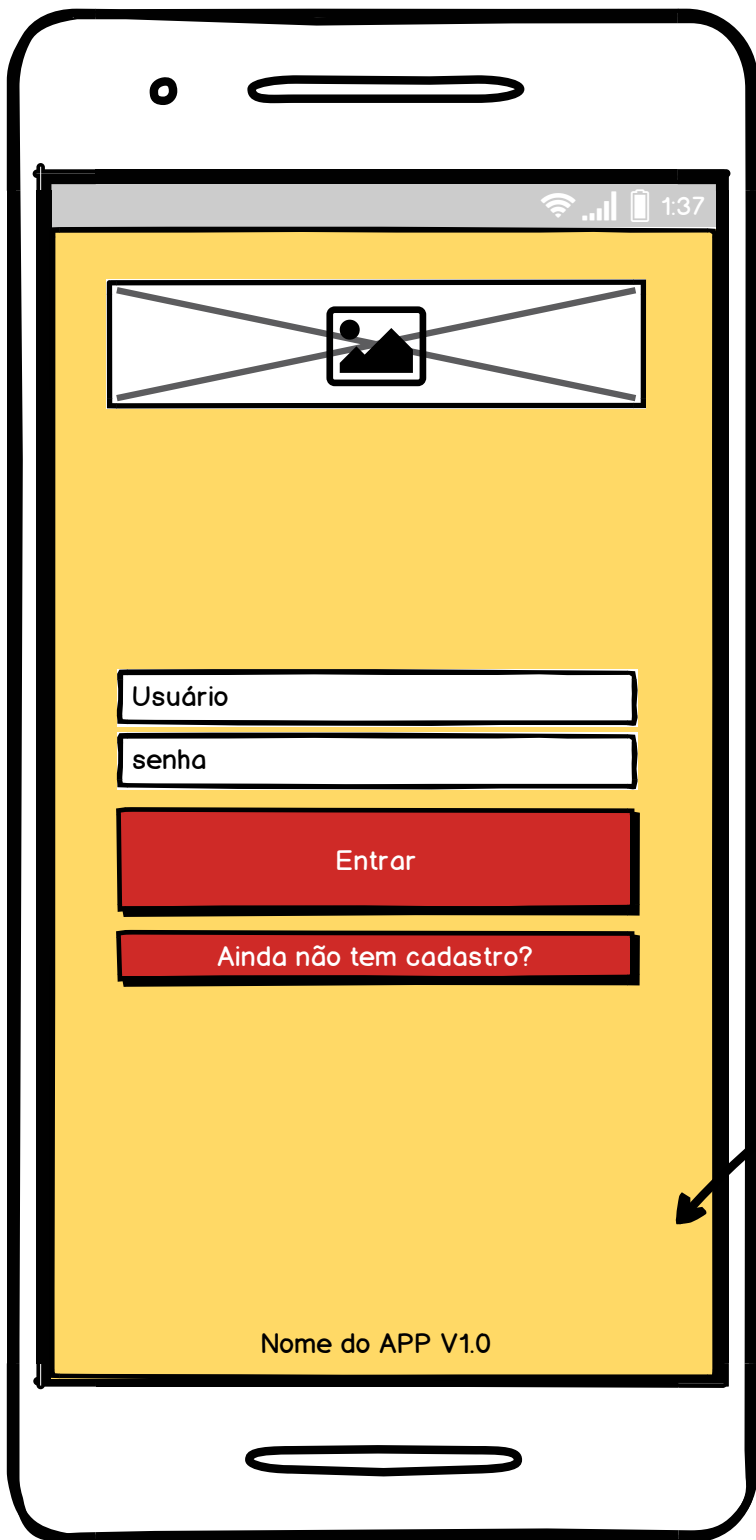 1:37
Usuário
senha
Entrar
Ainda não tem cadastro?
Nome do APP V1.0